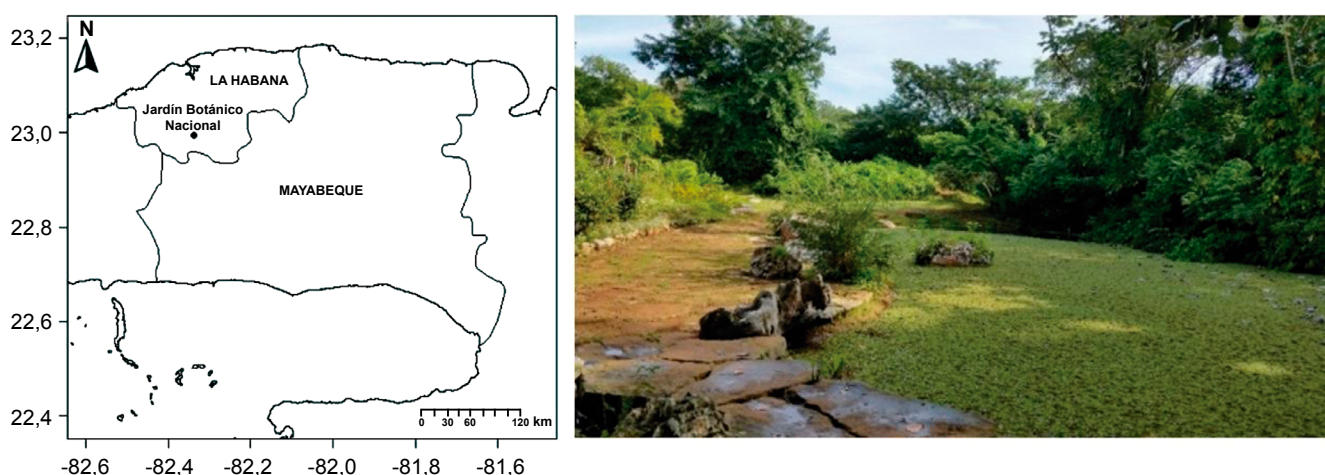 N
23,2
23,0
22,8
22,6
22,4
LA HABANA
Jardín Botánico
Nacional
MAYABEQUE
0 30 60 120 km
-82,6 -82,4 -82,2 -82,0 -81,8 -81,6